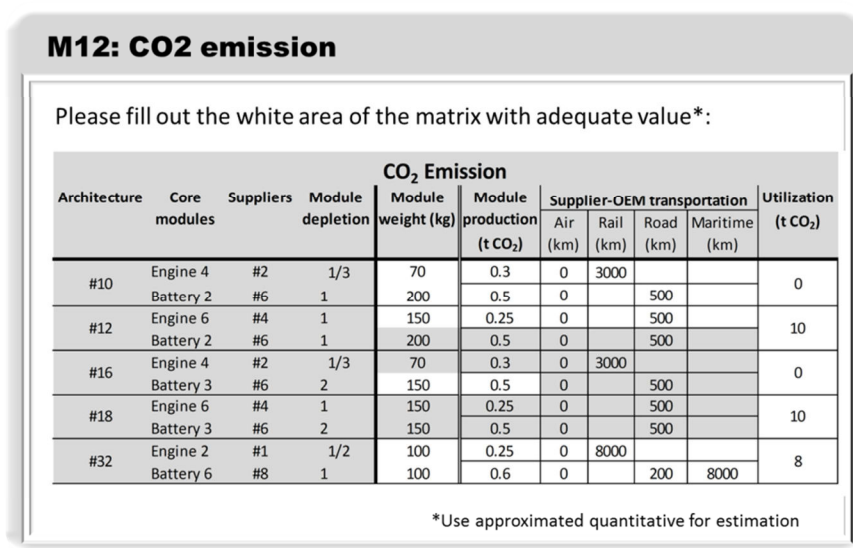 M12: CO2 emission
Please fill out the white area of the matrix with adequate value*:
CO₂ Emission
Architecture Core modules Suppliers Module depletion Module weight (kg) Module production (t CO₂) Supplier-OEM transportation Utilization (t CO₂)
Air (km) Rail (km) Road (km) Maritime (km)
#10 Engine 4 #2 1/3 70 0.3 0 3000 0
Battery 2 #6 1 200 0.5 0 500
#12 Engine 6 #4 1 150 0.25 0 500 10
Battery 2 #6 1 200 0.5 0 500
#16 Engine 4 #2 1/3 70 0.3 0 3000 0
Battery 3 #6 2 150 0.5 0 500
#18 Engine 6 #4 1 150 0.25 0 500 10
Battery 3 #6 2 150 0.5 0 500
#32 Engine 2 #1 1/2 100 0.25 0 8000 8
Battery 6 #8 1 100 0.6 0 200 8000
*Use approximated quantitative for estimation